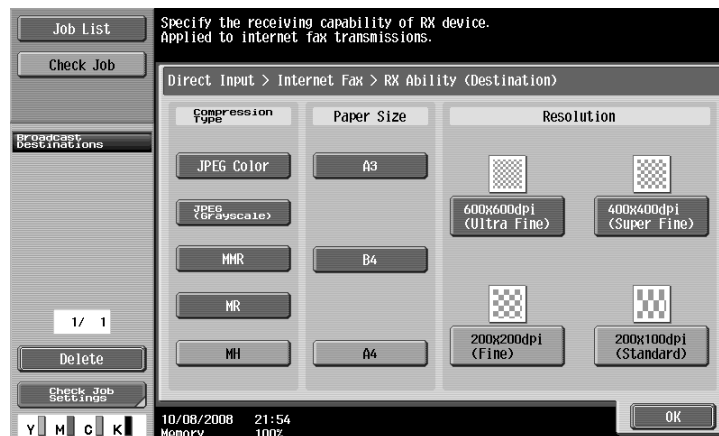 Job List
Check Job
Specify the receiving capability of RX device.
Applied to internet fax transmissions.
Direct Input > Internet Fax > RX Ability (Destination)
Compression
Type
Paper Size
Resolution
Broadcast
Destinations
JPEG Color
A3
JPEG
(Grayscale)
600X600dpi
(Ultra Fine)
400X400dpi
(Super Fine)
MMR
B4
MR
1/ 1
MH
A4
200X200dpi
(Fine)
200X100dpi
(Standard)
Delete
Check Job
Settings
Y M C K
10/08/2008 21:54
Memory 100%
OK